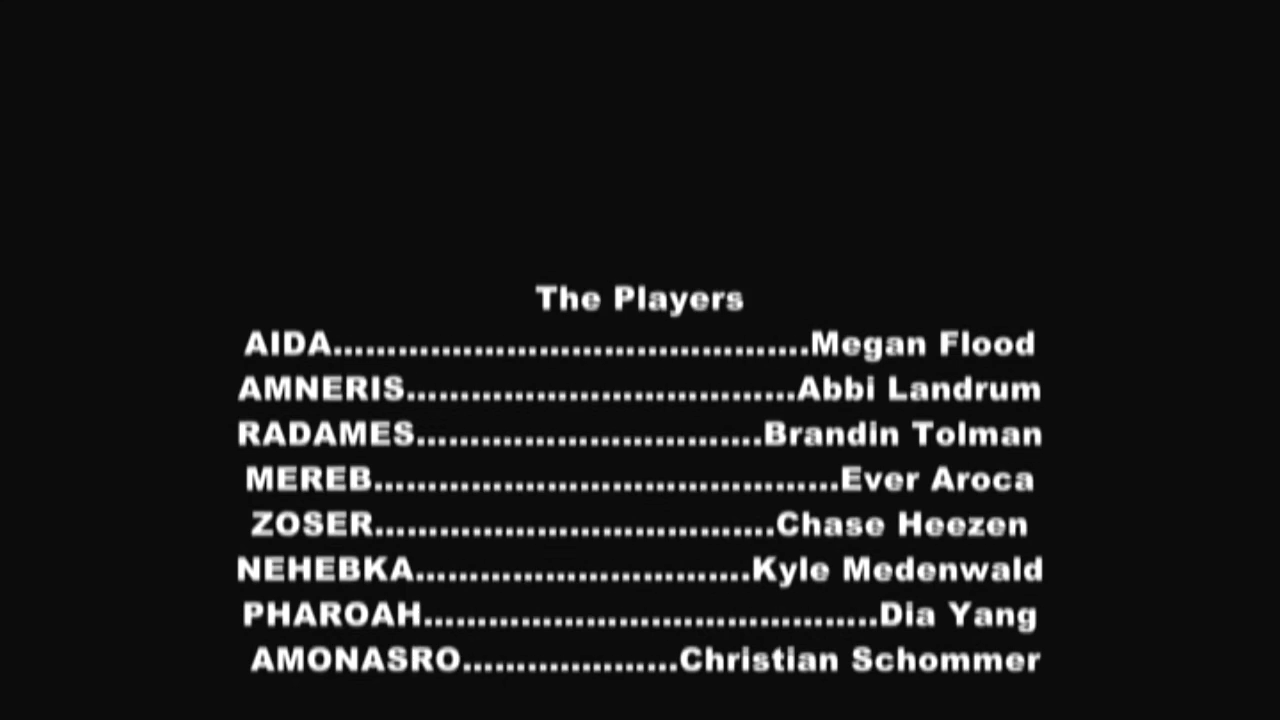 The Players
AIDA............................................Megan Flood
AMNERIS....................................Abbi Landrum
RADAMES................................Brandin Tolman
MEREB...........................................Ever Aroca
ZOSER.....................................Chase Heezen
NEHEBKA...............................Kyle Medenwald
PHAROAH..........................................Dia Yang
AMONASRO....................Christian Schommer